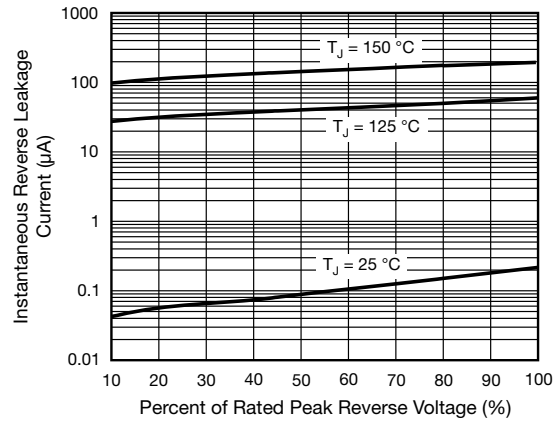 1000
100
10
1
0.1
0.01
Instantaneous Reverse Leakage
Current (µA)
T_J = 150 °C
T_J = 125 °C
T_J = 25 °C
10 20 30 40 50 60 70 80 90 100
Percent of Rated Peak Reverse Voltage (%)